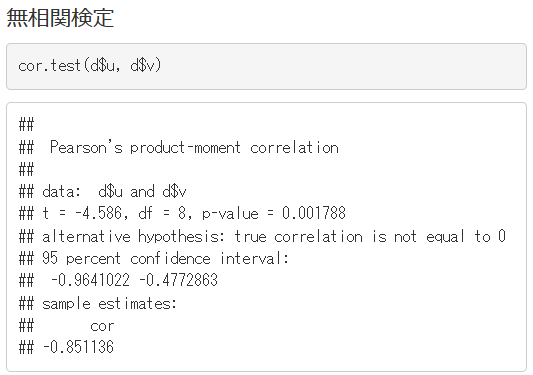 無相関検定
cor.test(d$u, d$v)
##
##  Pearson's product-moment correlation
##
## data:  d$u and d$v
## t = -4.586, df = 8, p-value = 0.001788
## alternative hypothesis: true correlation is not equal to 0
## 95 percent confidence interval:
##  -0.9641022 -0.4772863
## sample estimates:
##       cor
## -0.851136